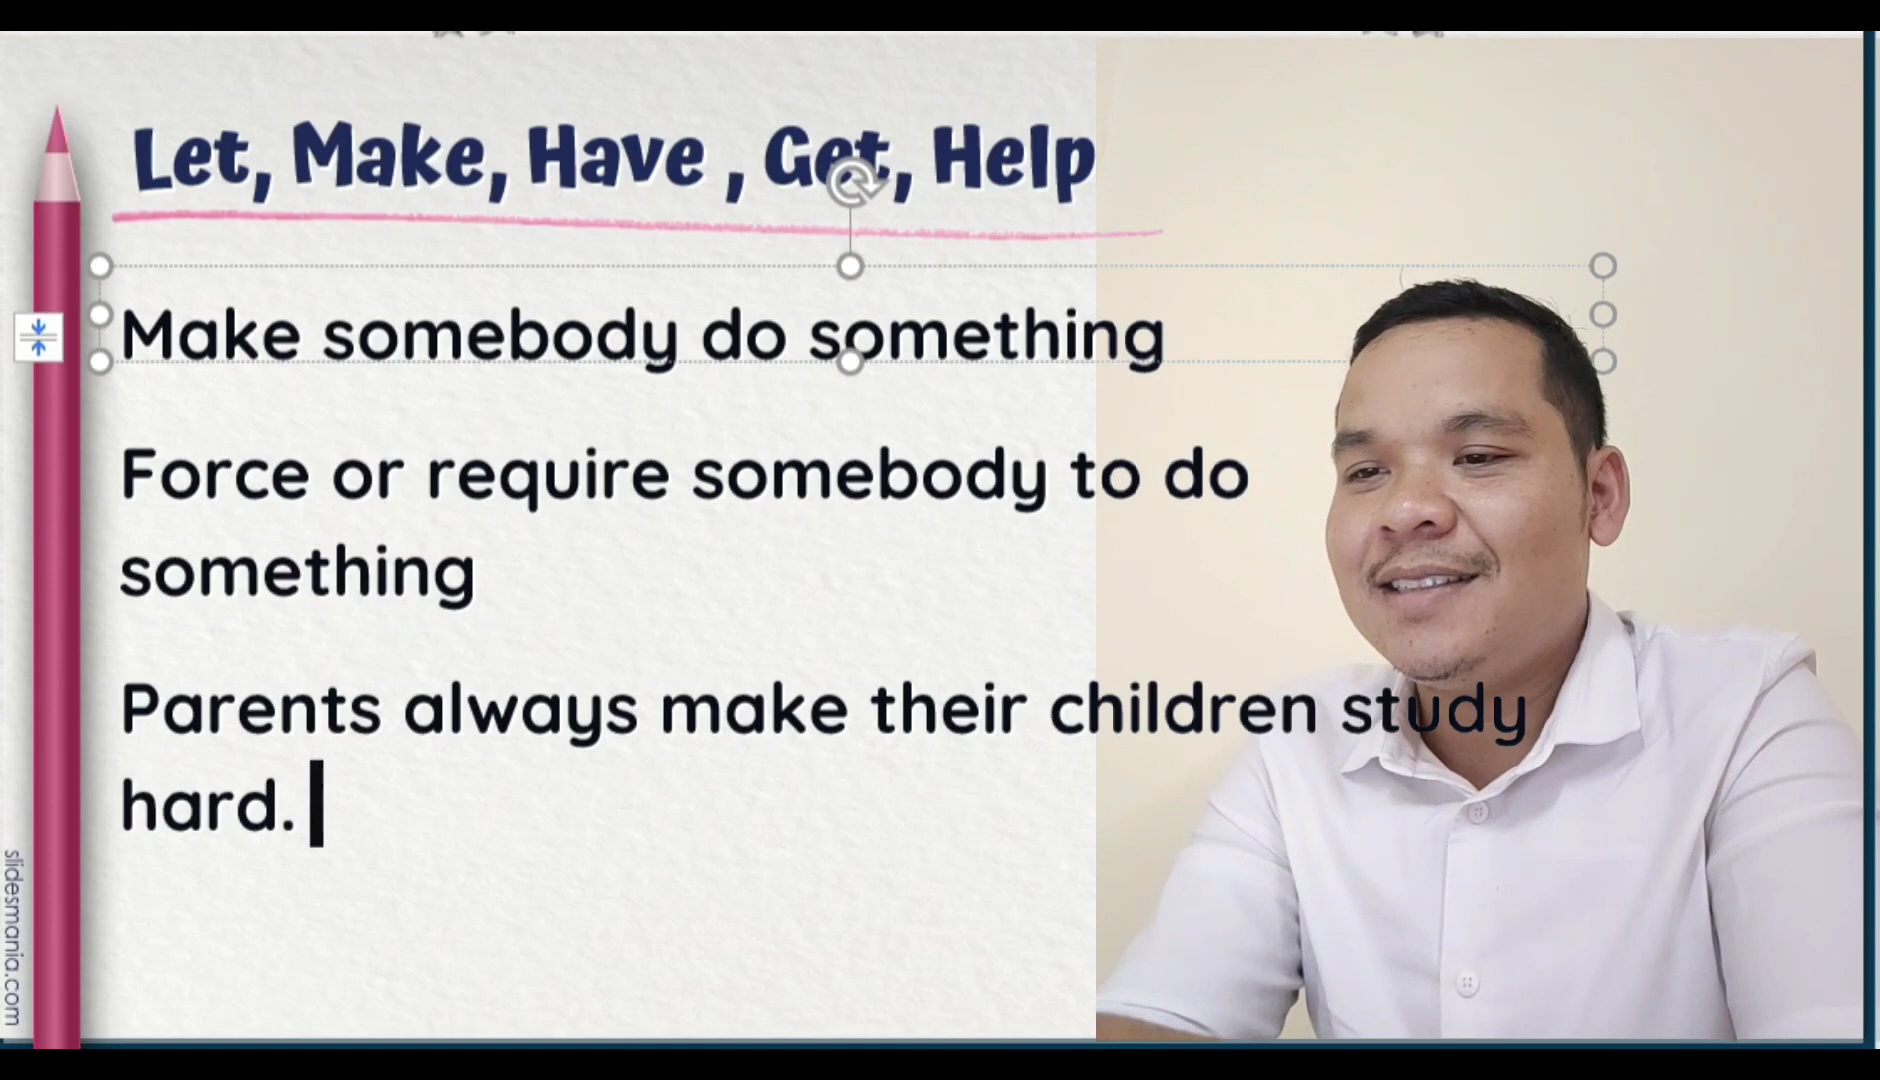 Let, Make, Have , Get, Help
Make somebody do something
Force or require somebody to do
something
Parents always make their children study
hard.
slidesmania.com